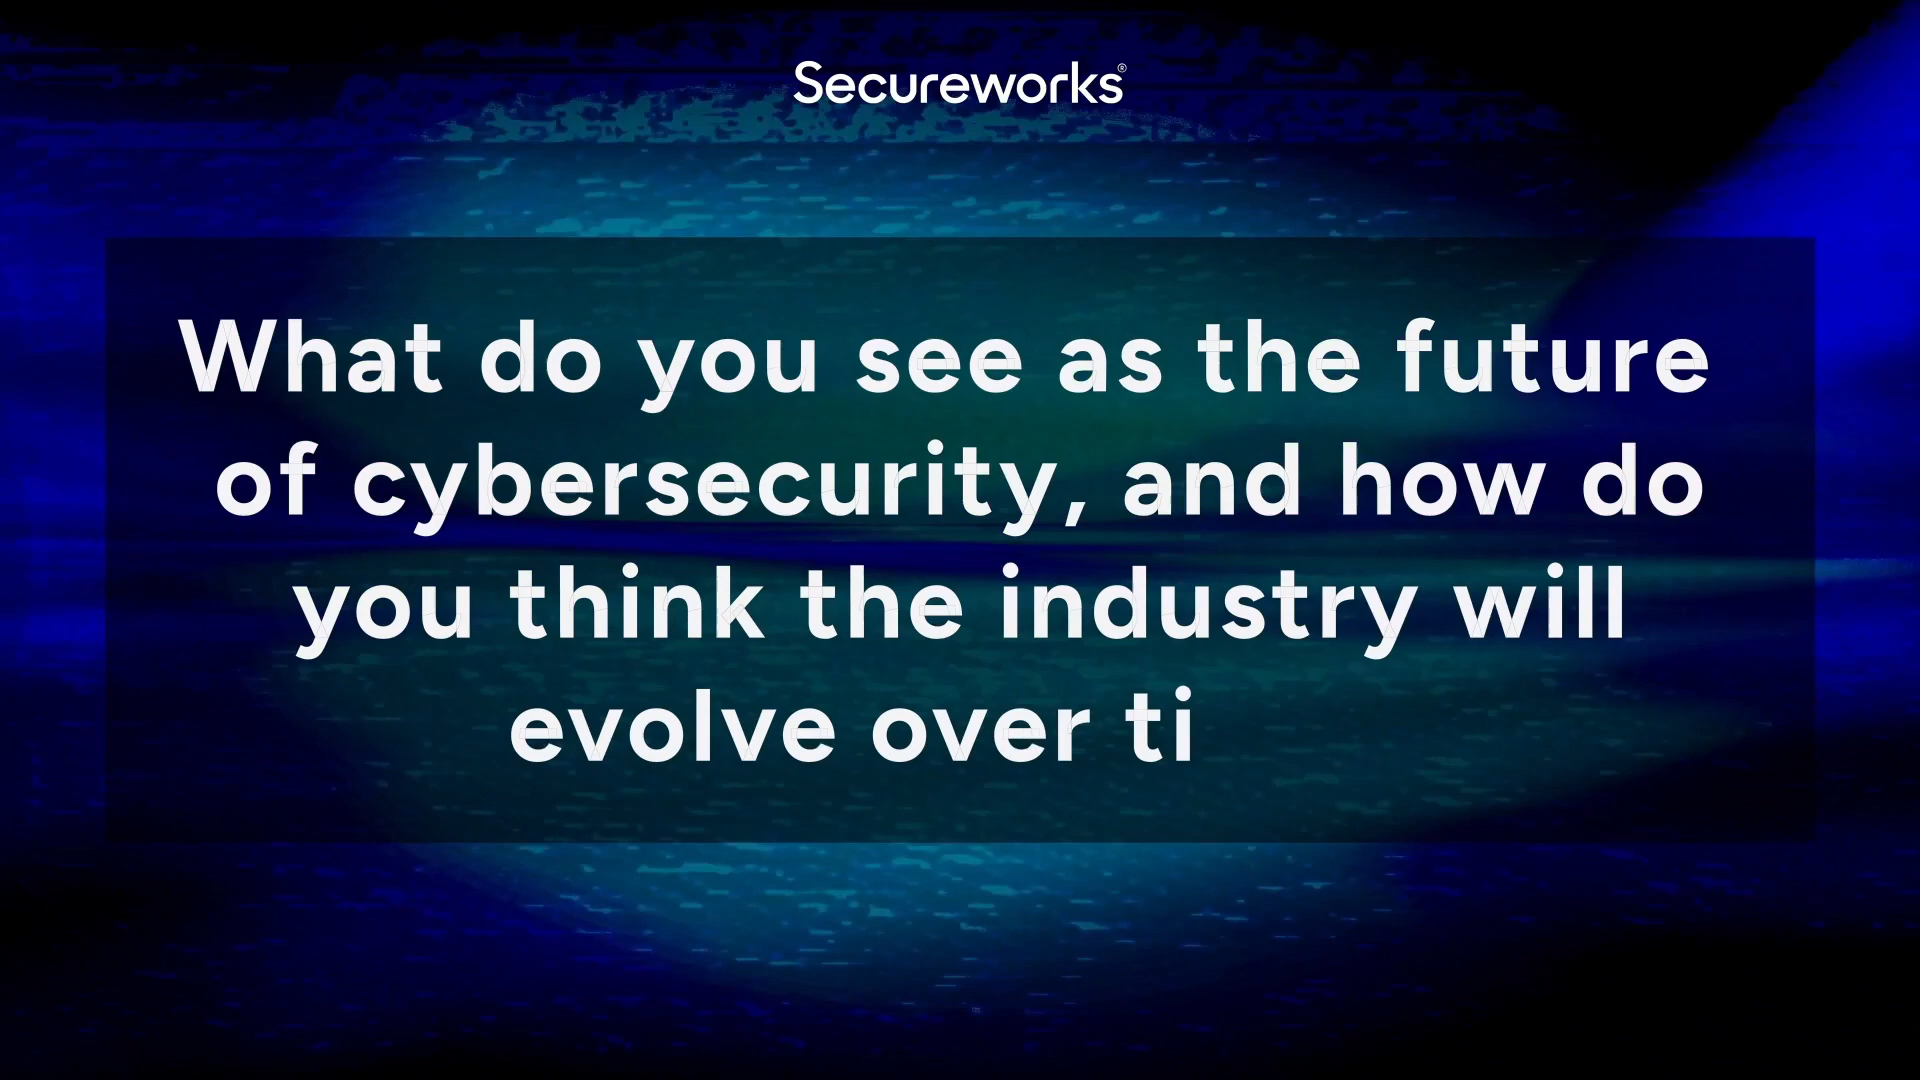 Secureworks®
What do you see as the future
of cybersecurity, and how do
you think the industry will
evolve over ti